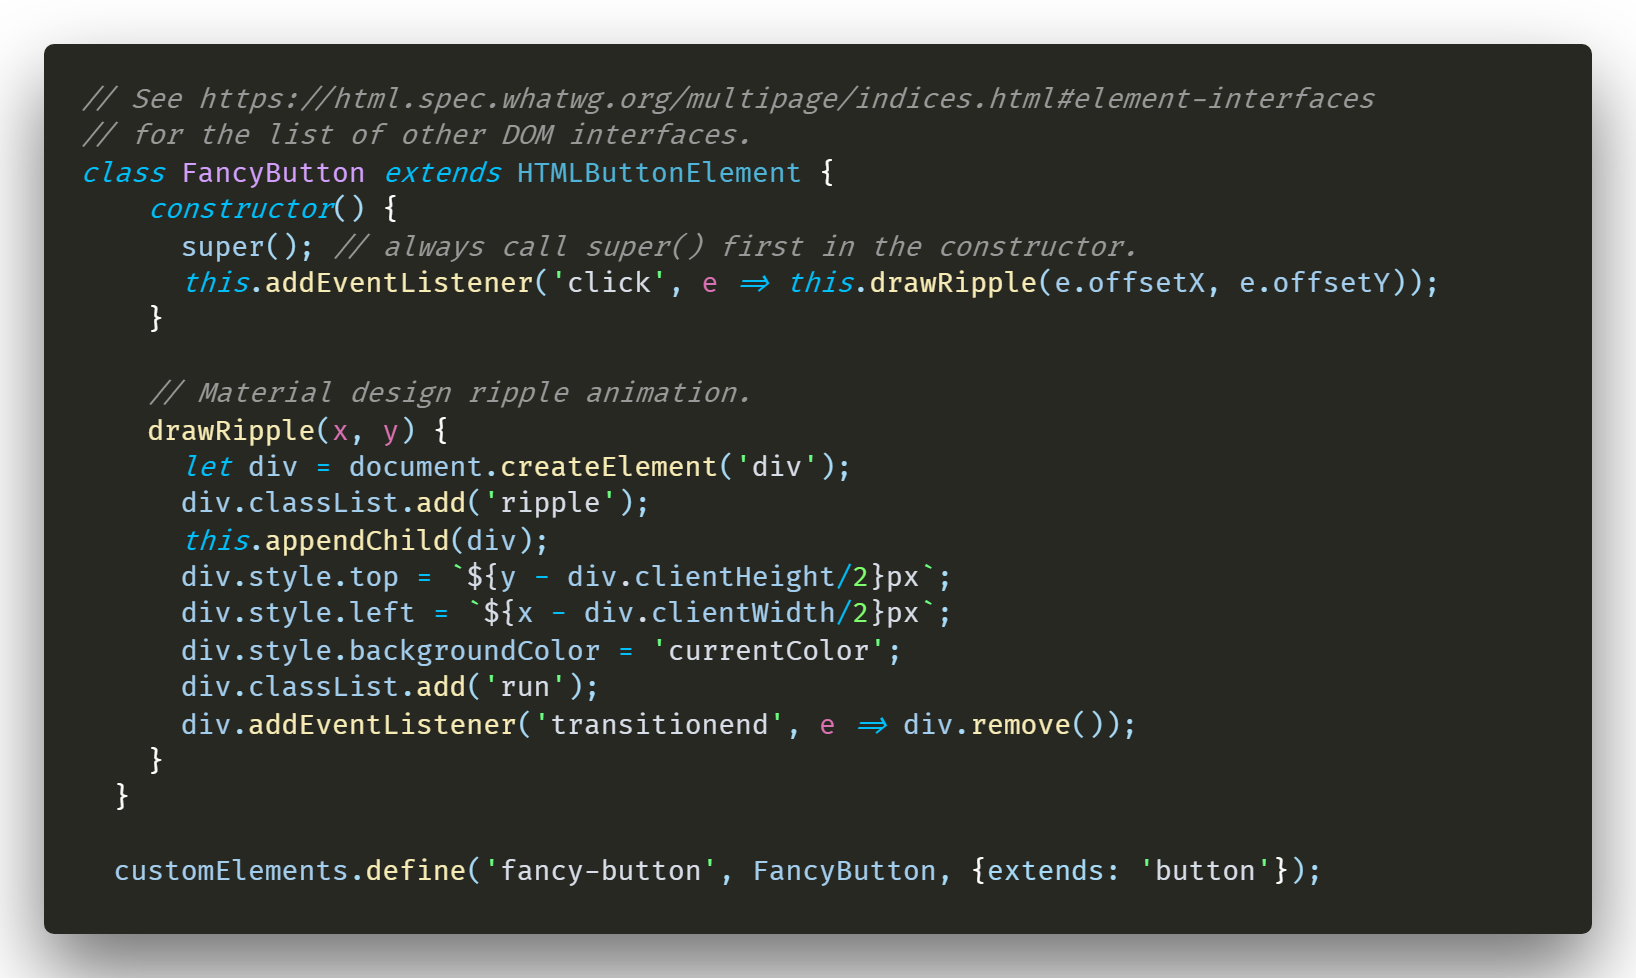 // See https://html.spec.whatwg.org/multipage/indices.html#element-interfaces
// for the list of other DOM interfaces.
class FancyButton extends HTMLButtonElement {
    constructor() {
      super(); // always call super() first in the constructor.
      this.addEventListener('click', e => this.drawRipple(e.offsetX, e.offsetY));
    }

    // Material design ripple animation.
    drawRipple(x, y) {
      let div = document.createElement('div');
      div.classList.add('ripple');
      this.appendChild(div);
      div.style.top = `${y - div.clientHeight/2}px`;
      div.style.left = `${x - div.clientWidth/2}px`;
      div.style.backgroundColor = 'currentColor';
      div.classList.add('run');
      div.addEventListener('transitionend', e => div.remove());
    }
  }

  customElements.define('fancy-button', FancyButton, {extends: 'button'});